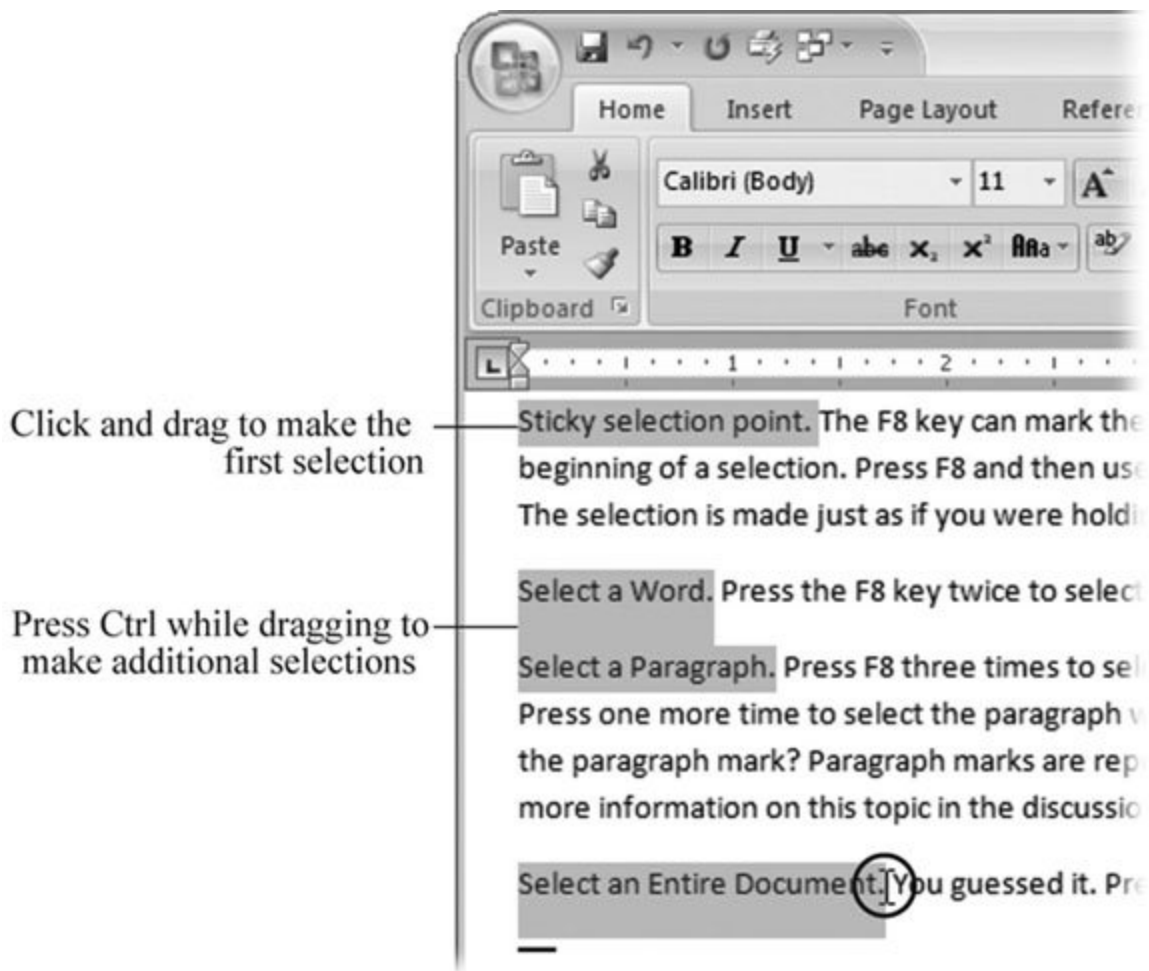 Home Insert Page Layout
Calibri (Body) 11 A
Paste B I U abc x₂ x² AAa ab
Clipboard Font
L 1 2
Click and drag to make the
first selection
Sticky selection point. The F8 key can mark the
beginning of a selection. Press F8 and then use
The selection is made just as if you were
Press Ctrl while dragging to
make additional selections
Select a Word. Press the F8 key twice to select
Select a Paragraph. Press F8 three times to
Press one more time to select the paragraph
the paragraph mark? Paragraph marks are
more information on this topic in the
Select an Entire Document. You guessed it.